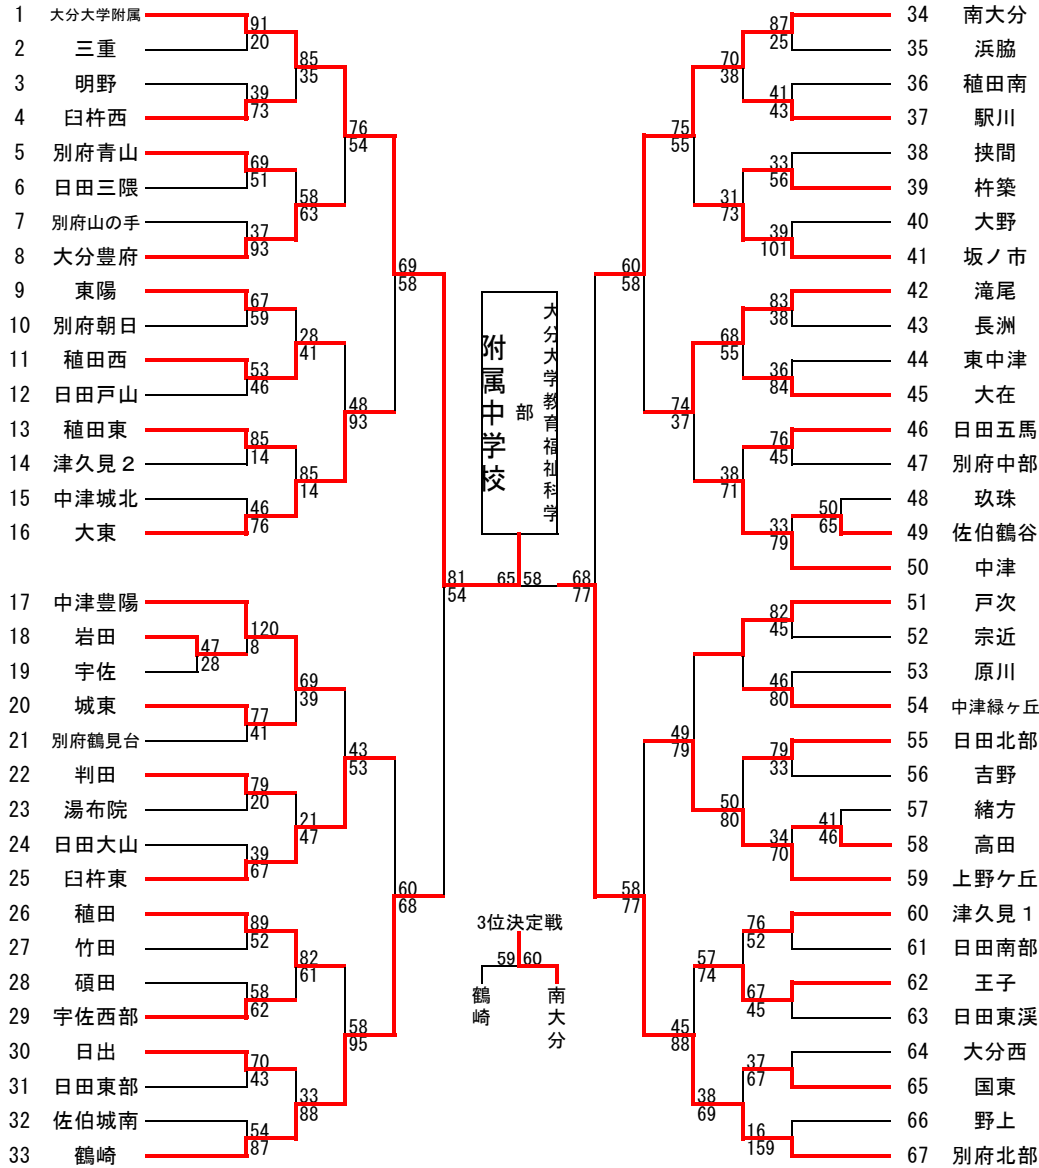 1 大分大学附属
91
20
2 三重
85
35
3 明野
39
73
4 臼杵西
76
54
5 別府青山
69
51
6 日田三隈
58
63
7 別府山の手
37
93
8 大分豊府
69
58
9 東陽
67
59
10 別府朝日
28
41
11 稙田西
53
46
12 日田戸山
48
93
13 稙田東
85
14
14 津久見2
85
14
15 中津城北
46
76
16 大東
81
54
17 中津豊陽
120
8
18 岩田
47
28
19 宇佐
69
39
20 城東
77
41
21 別府鶴見台
43
53
22 判田
79
20
23 湯布院
21
47
24 日田大山
39
67
25 臼杵東
60
68
26 稙田
89
52
27 竹田
82
61
28 碩田
58
62
29 宇佐西部
58
95
30 日出
70
43
31 日田東部
33
88
32 佐伯城南
54
87
33 鶴崎
大分大学教育福祉科学
部
附属中学校
65 58
3位決定戦
59 60
鶴崎
南大分
34 南大分
87
25
35 浜脇
70
38
36 稙田南
41
43
37 駅川
75
55
38 挟間
33
56
39 杵築
31
73
40 大野
39
101
41 坂ノ市
60
58
42 滝尾
83
38
43 長洲
68
55
44 東中津
36
84
45 大在
74
37
46 日田五馬
76
45
47 別府中部
38
71
48 玖珠
50
65
49 佐伯鶴谷
33
79
50 中津
68
77
51 戸次
82
45
52 宗近
53 原川
46
80
54 中津緑ヶ丘
49
79
55 日田北部
79
33
56 吉野
50
80
57 緒方
41
46
58 高田
34
70
59 上野ケ丘
58
77
60 津久見1
76
52
61 日田南部
57
74
62 王子
67
45
63 日田東渓
45
88
64 大分西
37
67
65 国東
38
69
66 野上
16
159
67 別府北部